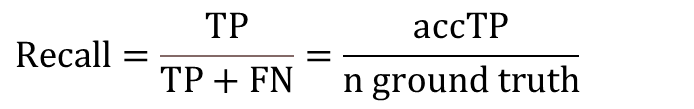 Recall = TP / TP + FN = accTP / n ground truth